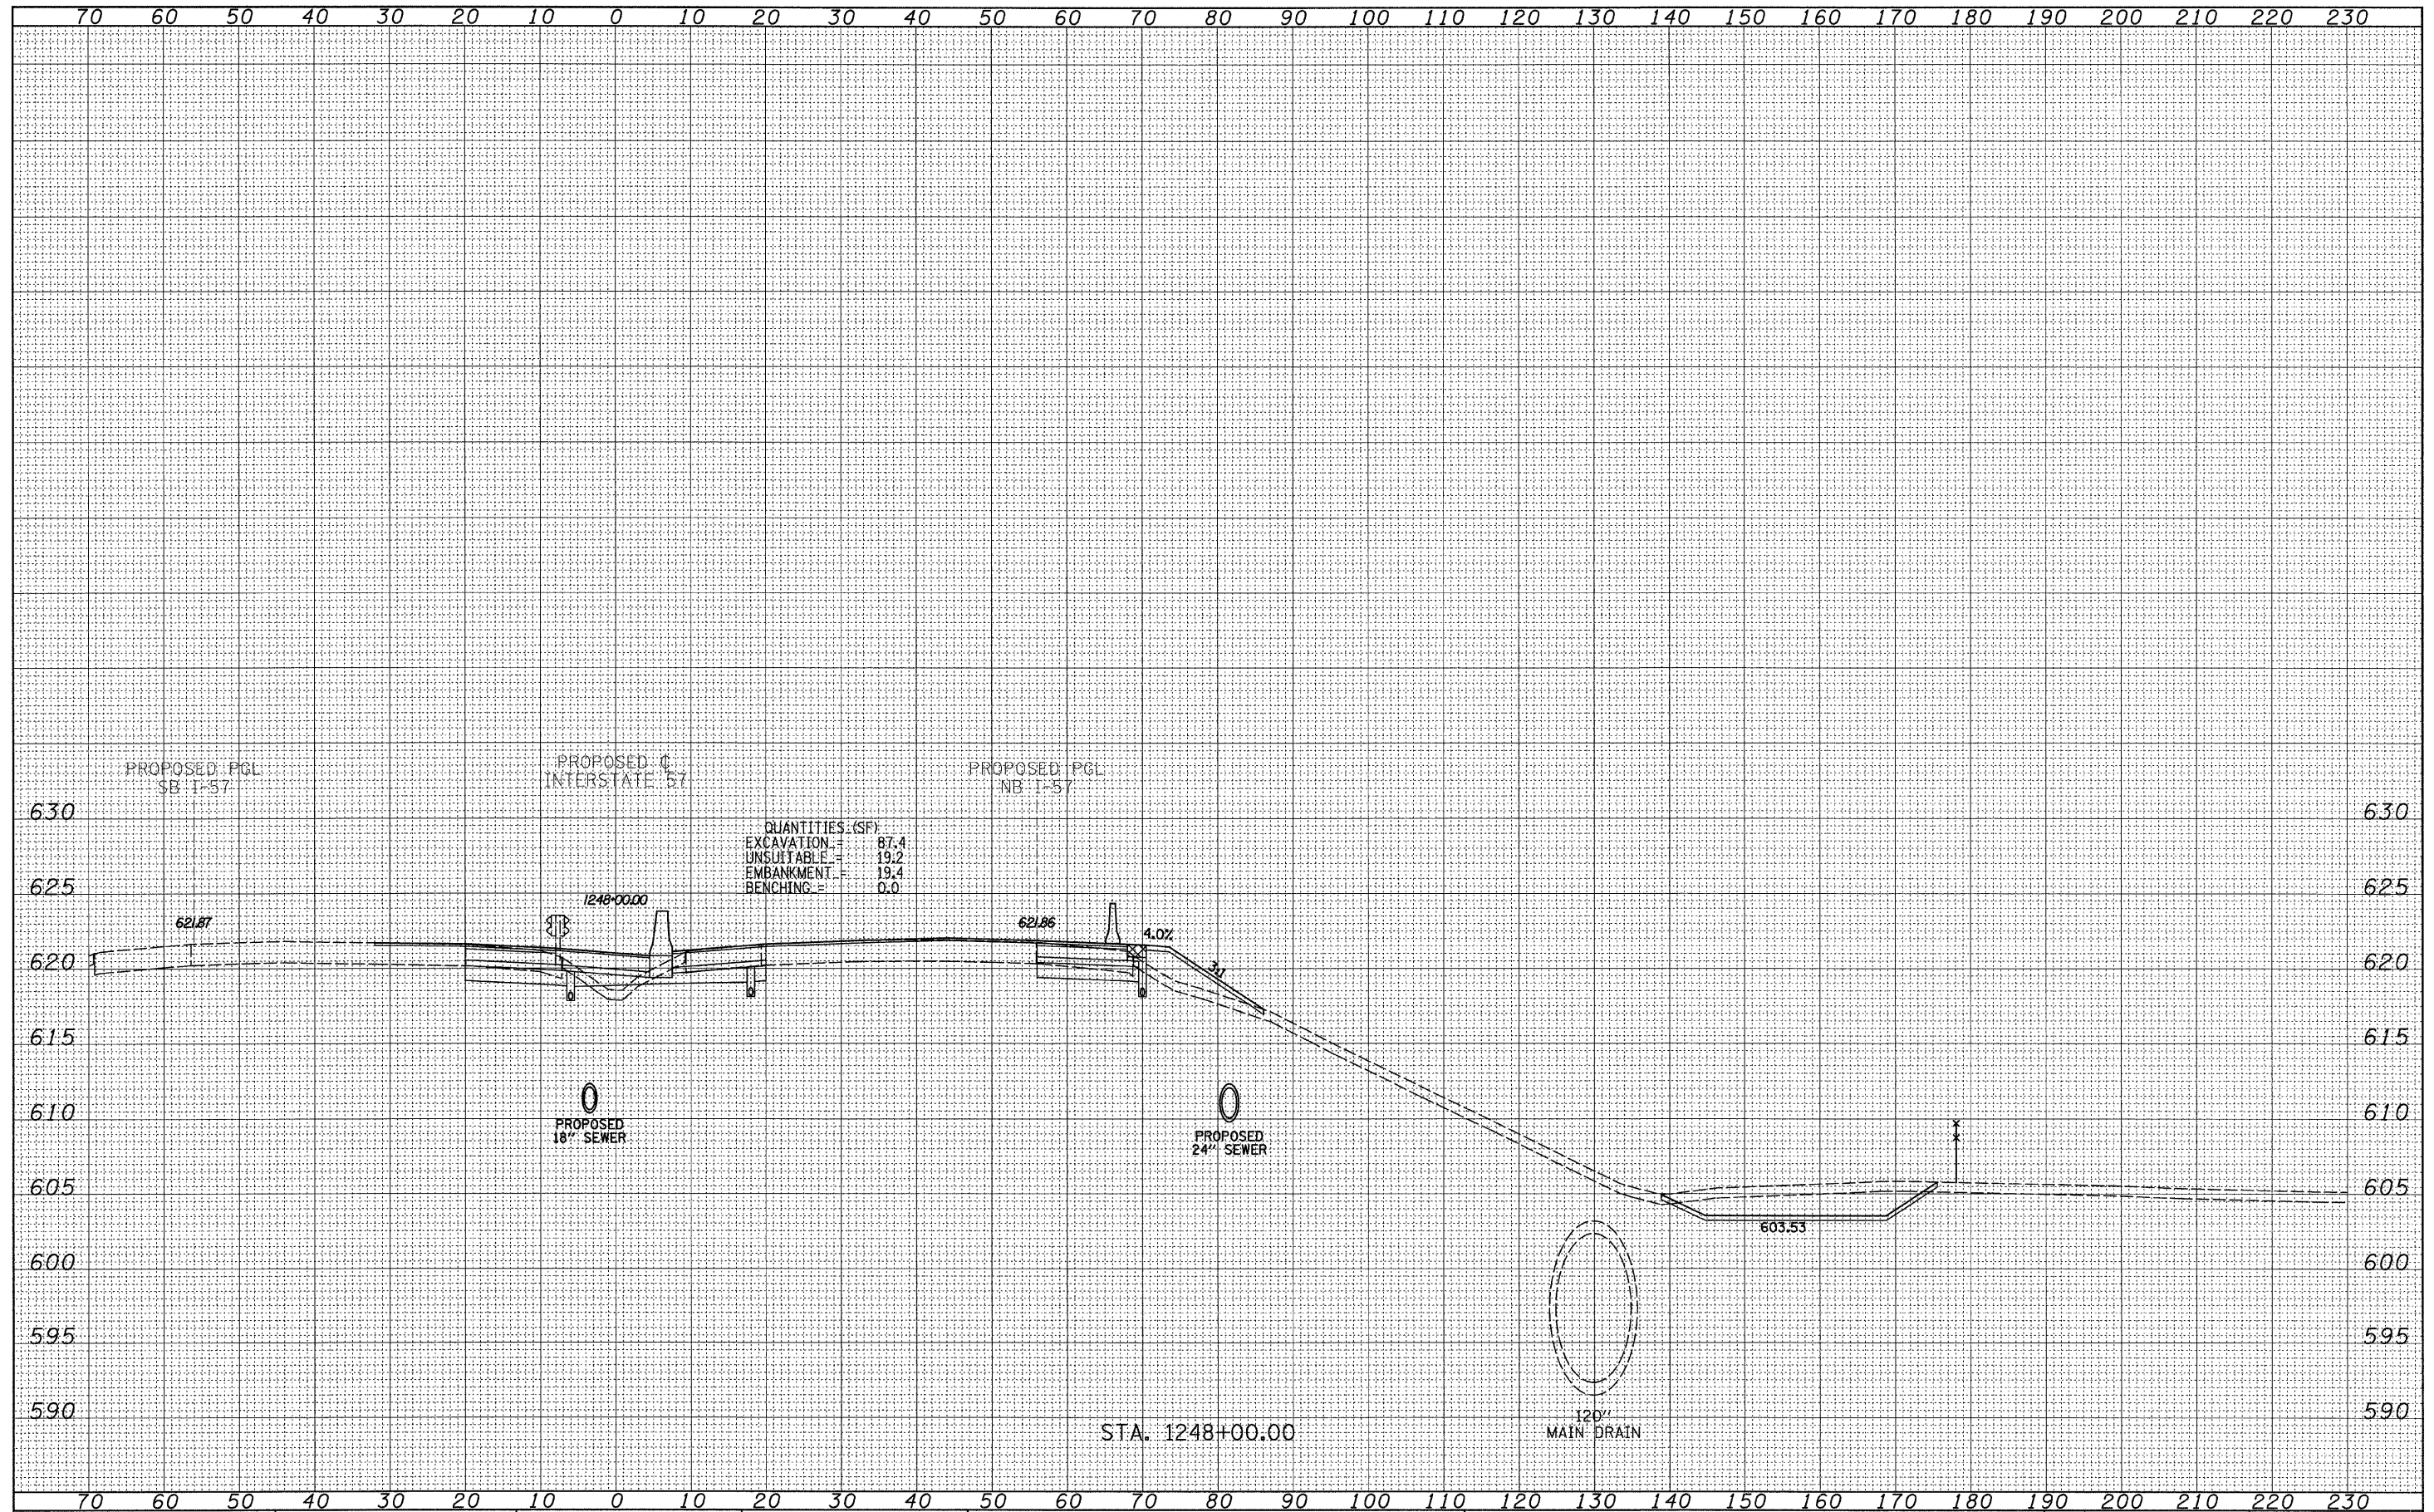 70 60 50 40 30 20 10 0 10 20 30 40 50 60 70 80 90 100 110 120 130 140 150 160 170 180 190 200 210 220 230
PROPOSED PGL
SB I-57
PROPOSED ℄
INTERSTATE 57
PROPOSED PGL
NB I-57
630 630
QUANTITIES (SF)
EXCAVATION = 87.4
UNSUITABLE = 19.2
EMBANKMENT = 19.4
BENCHING = 0.0
625 625
1248+00.00
621.87
621.86
4.0%
620 620
3:1
615 615
610 610
PROPOSED
18" SEWER
PROPOSED
24" SEWER
605 605
603.53
600 600
595 595
590 590
120"
MAIN DRAIN
STA. 1248+00.00
70 60 50 40 30 20 10 0 10 20 30 40 50 60 70 80 90 100 110 120 130 140 150 160 170 180 190 200 210 220 230